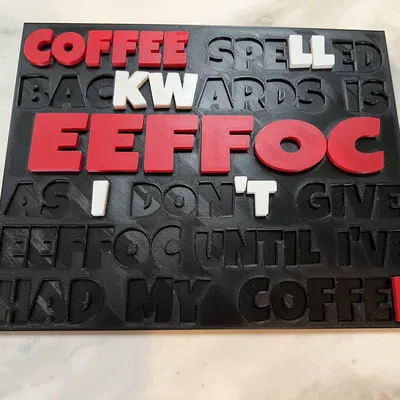 COFFEE SPELLED
BACKWARDS IS
EEFFOC
AS I DON'T GIVE
EEFFOC UNTIL I'VE
HAD MY COFFEE